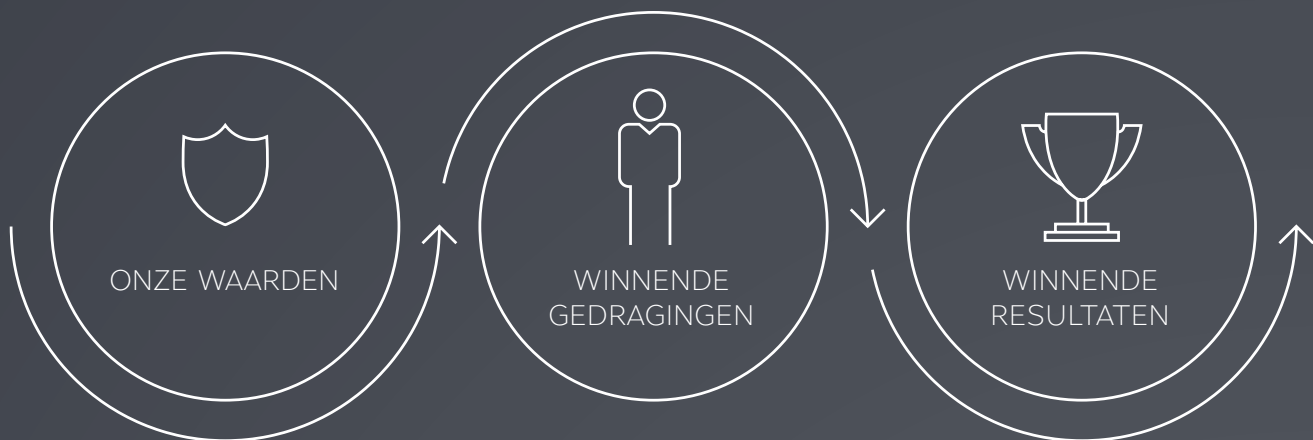 ONZE WAARDEN
WINNENDE
GEDRAGINGEN
WINNENDE
RESULTATEN